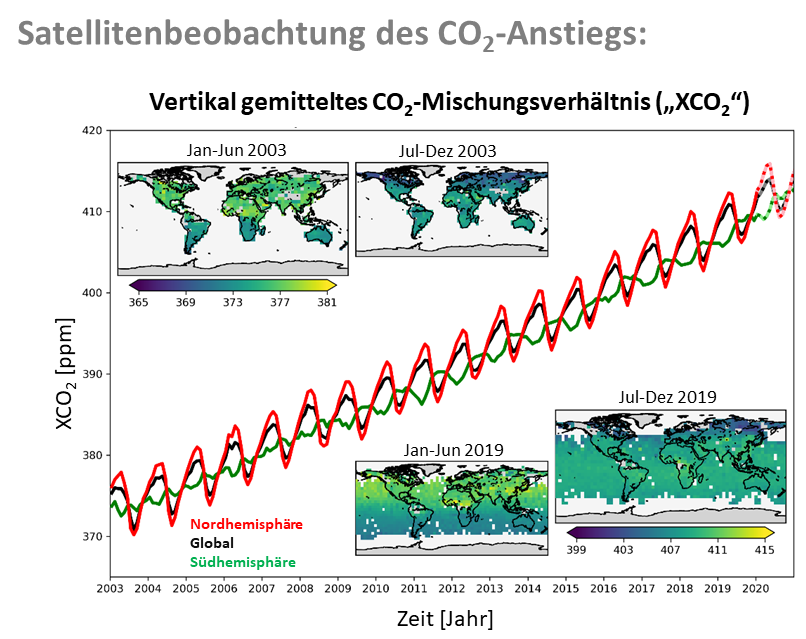 Satellitenbeobachtung des CO₂-Anstiegs:
Vertikal gemitteltes CO₂-Mischungsverhältnis („XCO₂“)
420
410
400
390
380
370
XCO₂ [ppm]
Jan-Jun 2003
Jul-Dez 2003
365 369 373 377 381
Jul-Dez 2019
Jan-Jun 2019
399 403 407 411 415
Nordhemisphäre
Global
Südhemisphäre
2003 2004 2005 2006 2007 2008 2009 2010 2011 2012 2013 2014 2015 2016 2017 2018 2019 2020
Zeit [Jahr]